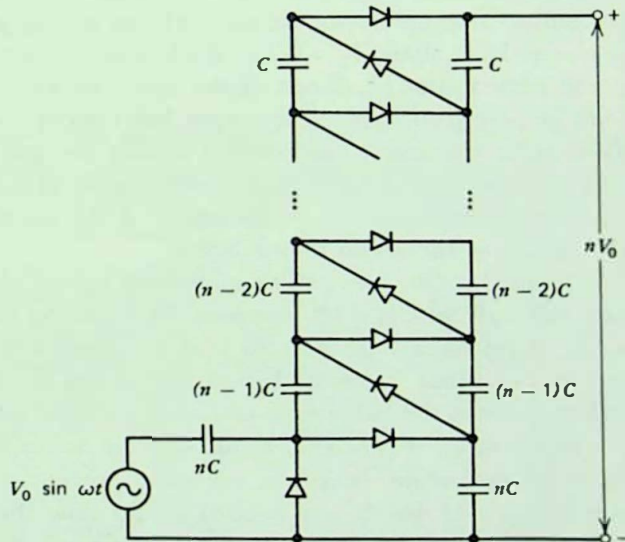 +
C
C
nV₀
(n − 2)C
(n − 2)C
(n − 1)C
(n − 1)C
nC
V₀ sin ωt
nC
−